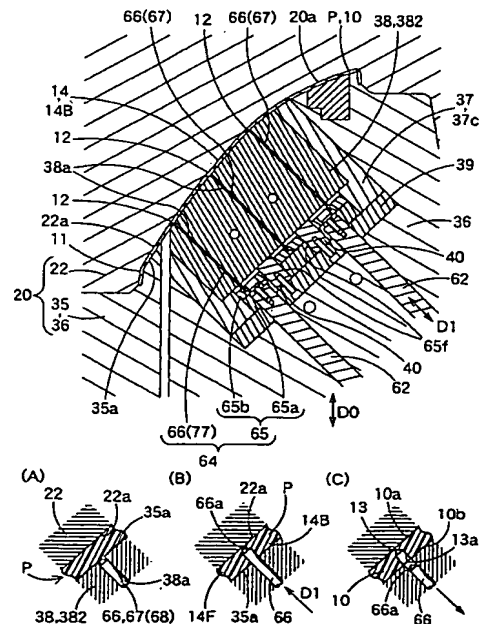 66(67) 12 66(67) 20a P,10 38,382
14
14B
12
38a
12
22a
11
22
20
35
36
37
37c
39
36
40
62
D1
65f
40
62
35a
65b 65a
66(77) 65
64
D0
(A) (B) (C)
22 22a 35a
P
38a
38,382 66,67(68)
66a 22a P
14B
D1
14F 35a 66
13 10a 10b
13a
10 66a 66